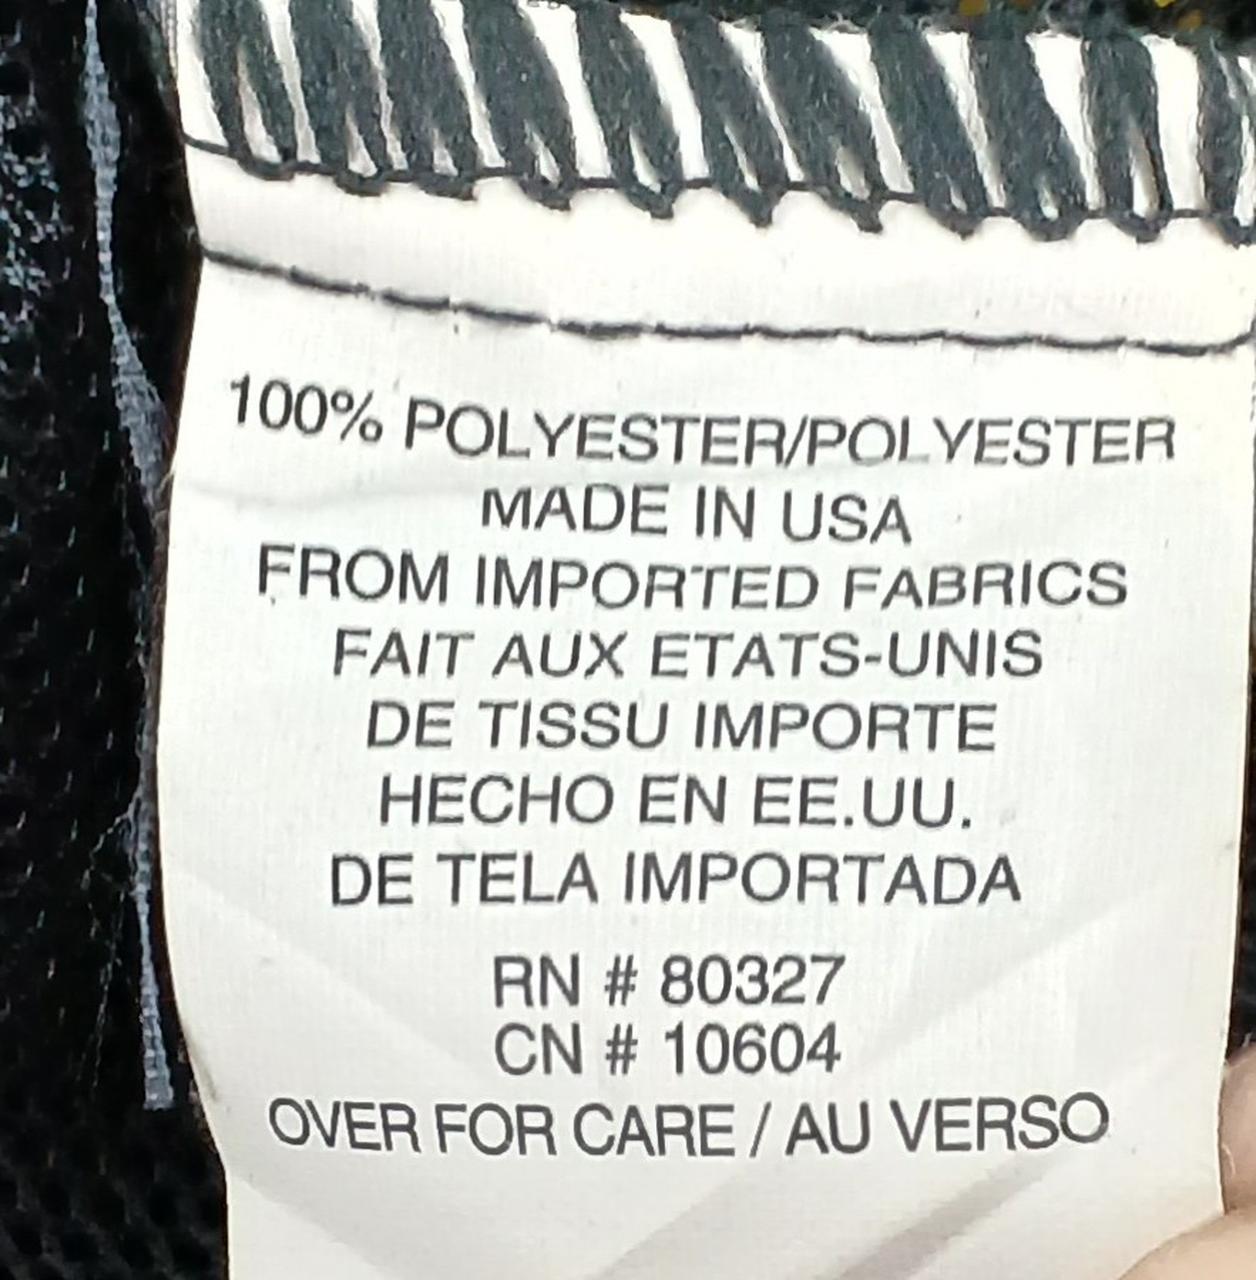 100% POLYESTER/POLYESTER
MADE IN USA
FROM IMPORTED FABRICS
FAIT AUX ETATS-UNIS
DE TISSU IMPORTE
HECHO EN EE.UU.
DE TELA IMPORTADA
RN # 80327
CN # 10604
OVER FOR CARE / AU VERSO